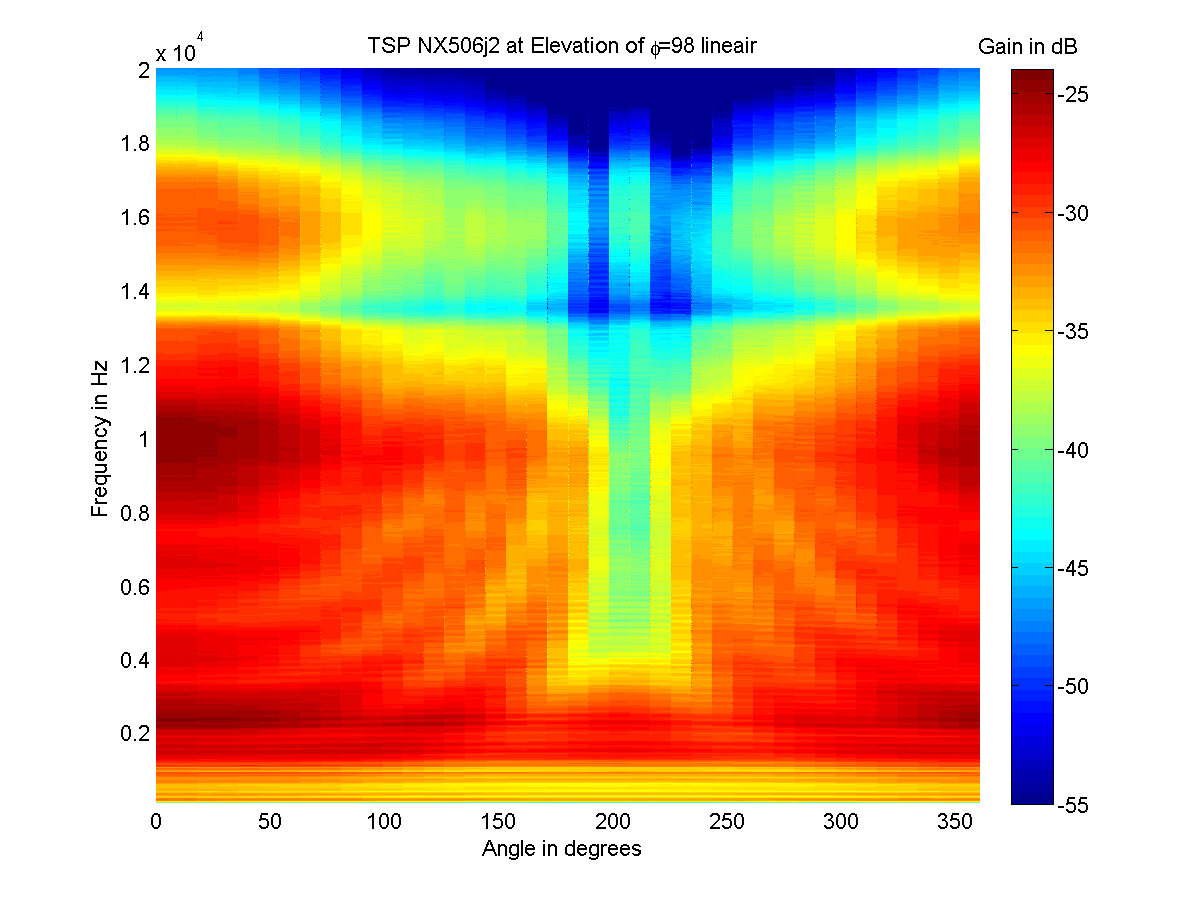 TSP NX506j2 at Elevation of ϕ=98 lineair
Gain in dB
x 10^4
2
1.8
1.6
1.4
1.2
1
0.8
0.6
0.4
0.2
Frequency in Hz
0 50 100 150 200 250 300 350
Angle in degrees
-25
-30
-35
-40
-45
-50
-55